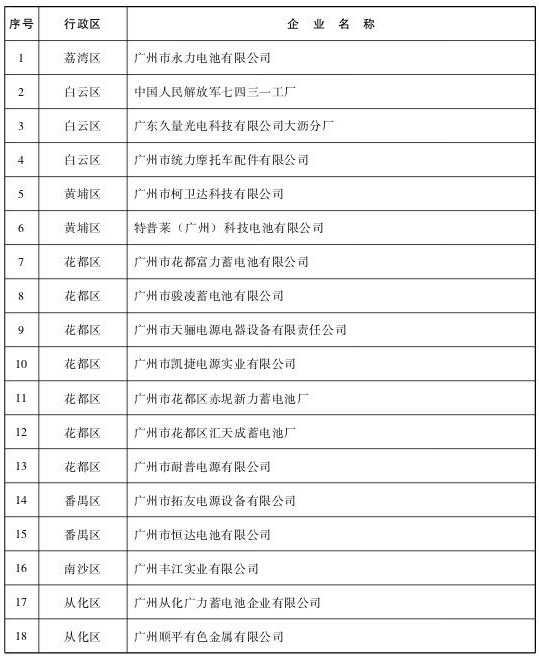 序号 行政区 企业名称
1 荔湾区 广州市永力电池有限公司
2 白云区 中国人民解放军七四三一工厂
3 白云区 广东久量光电科技有限公司大沥分厂
4 白云区 广州市统力摩托车配件有限公司
5 黄埔区 广州市柯卫达科技有限公司
6 黄埔区 特普莱（广州）科技电池有限公司
7 花都区 广州市花都富力蓄电池有限公司
8 花都区 广州市骏凌蓄电池有限公司
9 花都区 广州市天骊电源电器设备有限责任公司
10 花都区 广州市凯捷电源实业有限公司
11 花都区 广州市花都区赤坭新力蓄电池厂
12 花都区 广州市花都区汇天成蓄电池厂
13 花都区 广州市耐普电源有限公司
14 番禺区 广州市拓友电源设备有限公司
15 番禺区 广州市恒达电池有限公司
16 南沙区 广州丰江实业有限公司
17 从化区 广州从化广力蓄电池企业有限公司
18 从化区 广州顺平有色金属有限公司